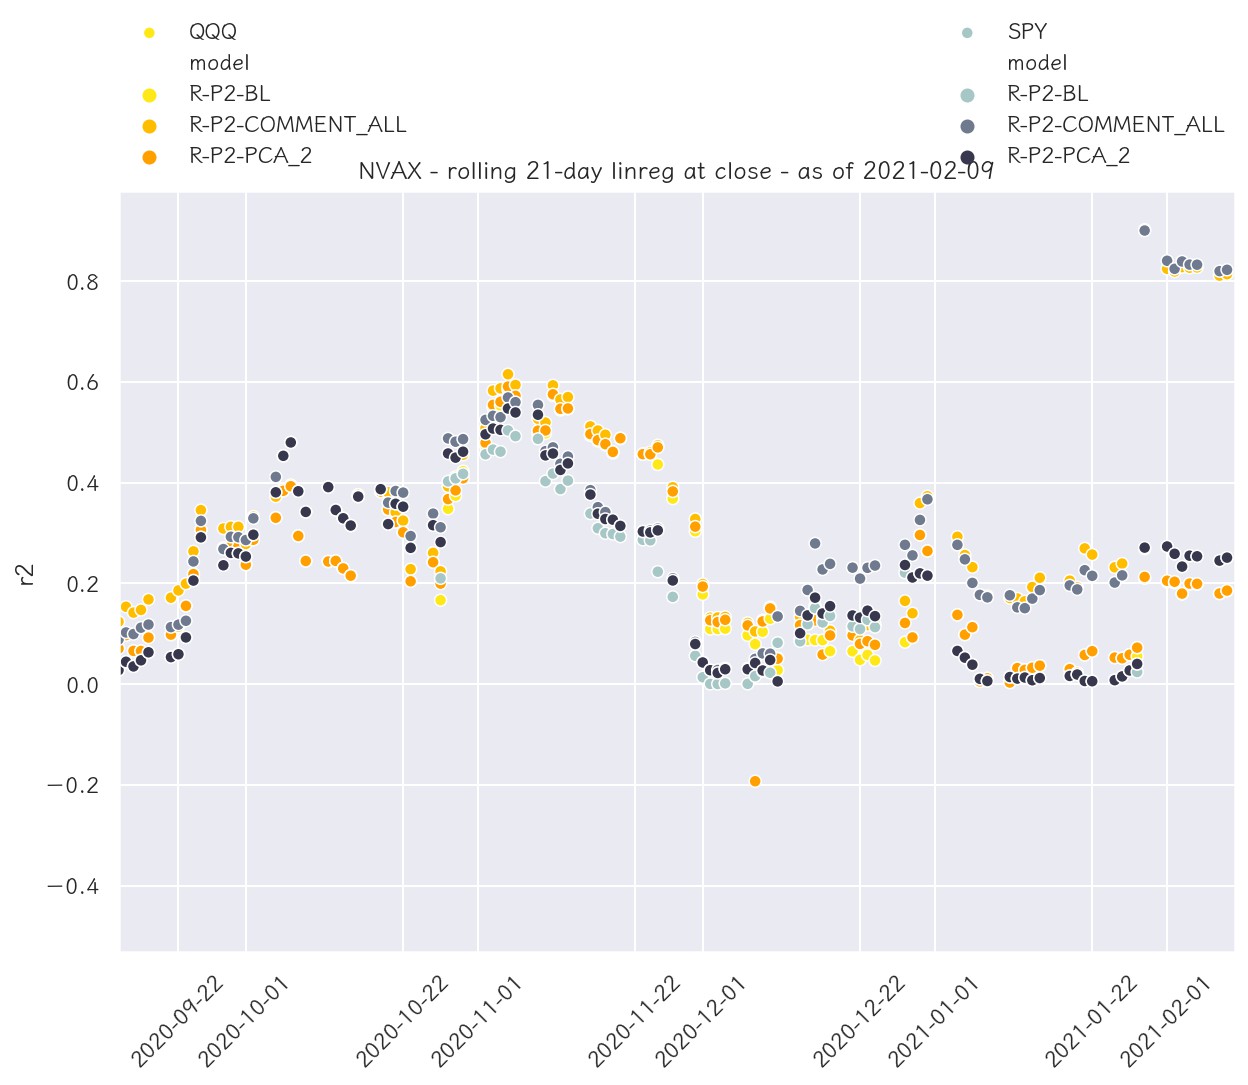 QQQ
model
R-P2-BL
R-P2-COMMENT_ALL
R-P2-PCA_2
SPY
model
R-P2-BL
R-P2-COMMENT_ALL
R-P2-PCA_2
NVAX - rolling 21-day linreg at close - as of 2021-02-09
r2
0.8
0.6
0.4
0.2
0.0
−0.2
−0.4
2020-09-22
2020-10-01
2020-10-22
2020-11-01
2020-11-22
2020-12-01
2020-12-22
2021-01-01
2021-01-22
2021-02-01